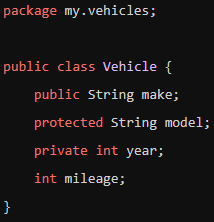 package my.vehicles;
public class Vehicle {
public String make;
protected String model;
private int year;
int mileage;
}